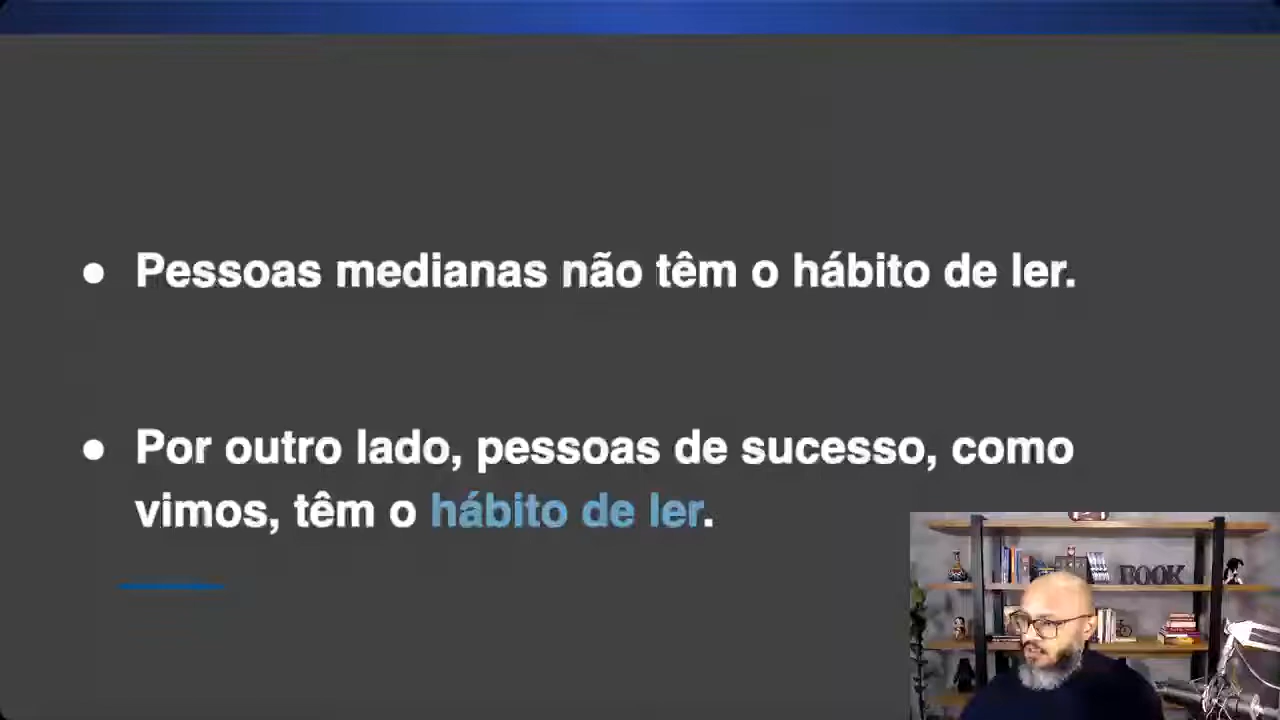 ● Pessoas medianas não têm o hábito de ler.
● Por outro lado, pessoas de sucesso, como
vimos, têm o hábito de ler.
BOOK